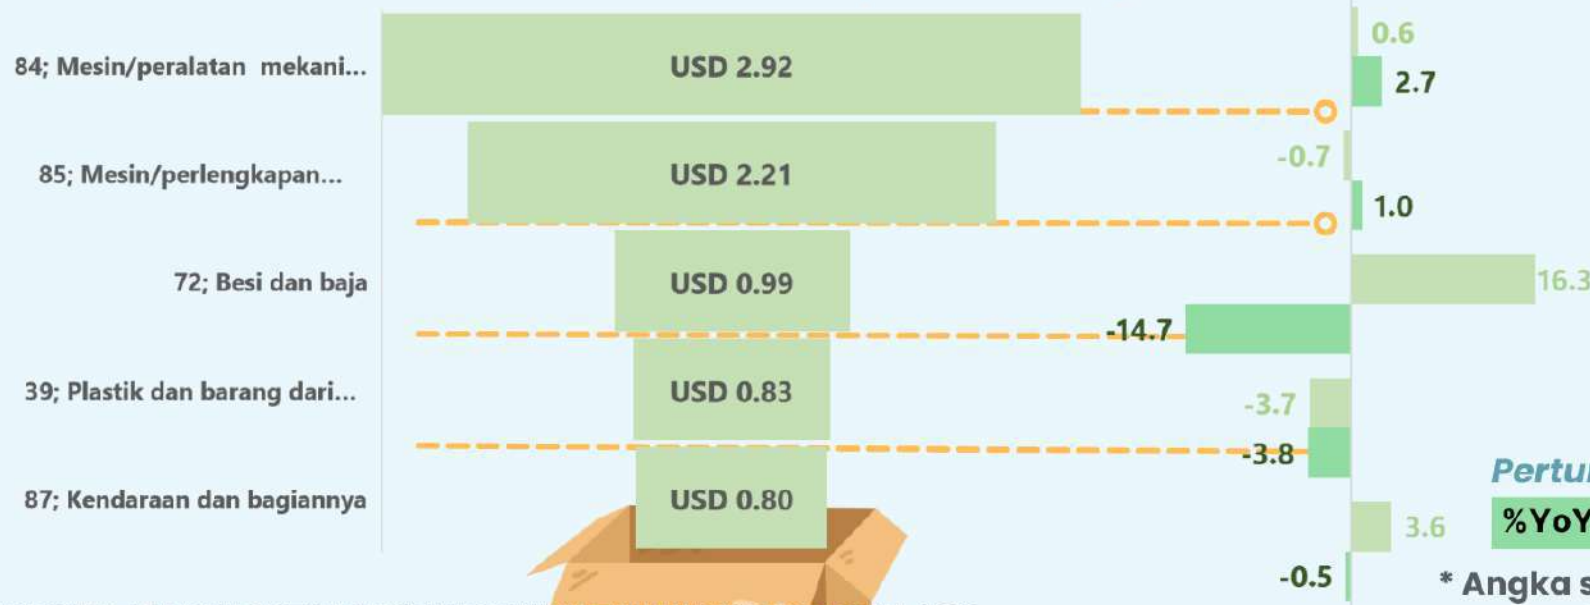 84; Mesin/peralatan mekani...
USD 2.92
0.6
2.7
85; Mesin/perlengkapan...
USD 2.21
-0.7
1.0
72; Besi dan baja
USD 0.99
16.3
-14.7
39; Plastik dan barang dari...
USD 0.83
-3.7
-3.8
87; Kendaraan dan bagiannya
USD 0.80
3.6
-0.5
%YoY
* Angka